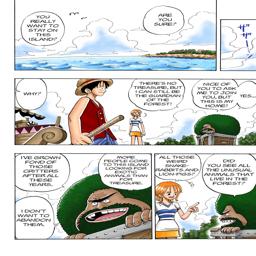 ARE
YOU
SURE?
YOU
REALLY
WANT TO
STAY ON
THIS
ISLAND?
NICE OF
YOU TO
ASK ME TO
JOIN YOU,
BUT THIS
IS MY
HOME!
YES...
THERE'S
NO
TREASURE, BUT
I CAN STILL BE
THE GUARDIAN
OF THE
FOREST!
WHY?
DID
YOU SEE
ALL THE
UNUSUAL
ANIMALS THAT
LIVE IN THE
FOREST?
ALL THOSE
WEIRD
SNAKE-
RABBITS AND
LION-PIGS?
MORE
PEOPLE COME
TO THIS ISLAND
LOOKING FOR
EXOTIC
ANIMALS THAN
FOR
TREASURE.
I'VE GROWN
FOND OF
THOSE
CRITTERS
AFTER ALL
THESE
YEARS.
I DON'T
WANT TO
ABANDON
THEM.